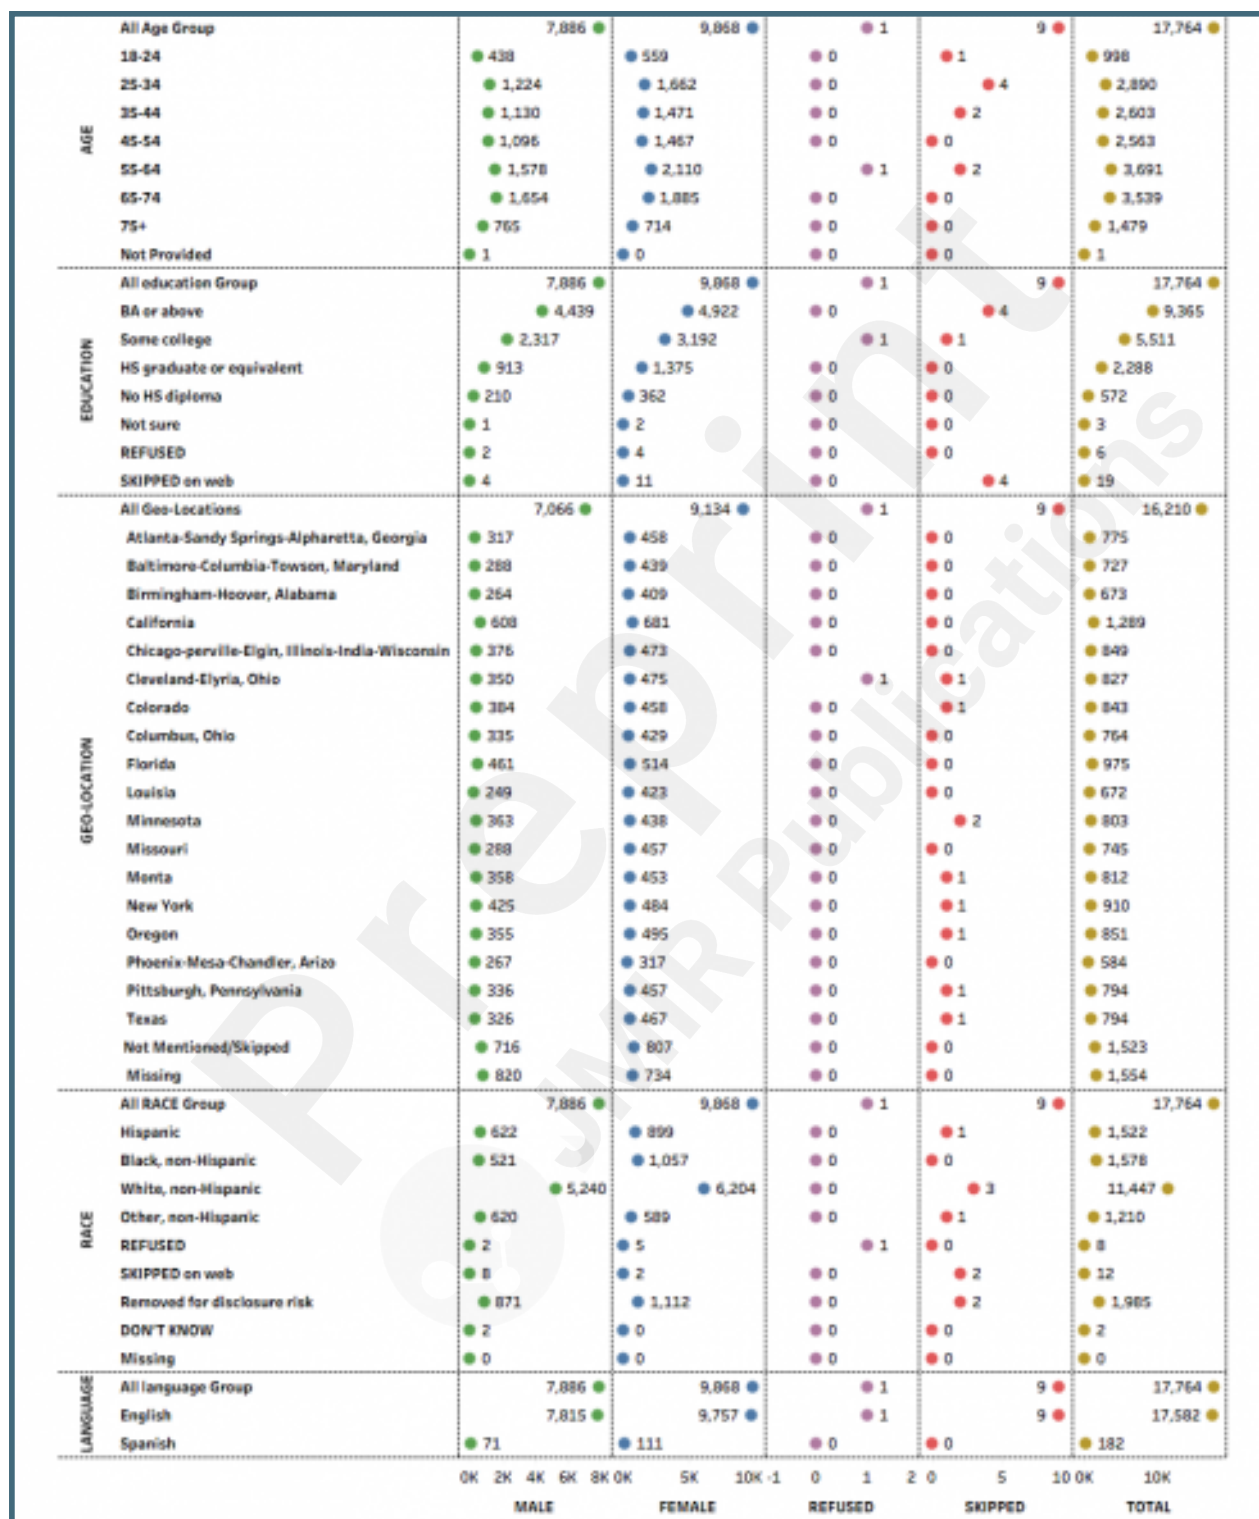 All Age Group 7,886 9,868 1 9 17,764
18-24 438 559 0 1 998
25-34 1,224 1,662 0 4 2,890
35-44 1,130 1,471 0 2 2,603
AGE
45-54 1,096 1,467 0 0 2,563
55-64 1,578 2,110 1 2 3,691
65-74 1,654 1,885 0 0 3,539
75+ 765 714 0 0 1,479
Not Provided 1 0 0 0 1
All education Group 7,886 9,868 1 9 17,764
BA or above 4,439 4,922 0 4 9,365
Some college 2,317 3,192 1 1 5,511
EDUCATION
HS graduate or equivalent 913 1,375 0 0 2,288
No HS diploma 210 362 0 0 572
Not sure 1 2 0 0 3
REFUSED 2 4 0 0 6
SKIPPED on web 4 11 0 4 19
All Geo-Locations 7,066 9,134 1 9 16,210
Atlanta-Sandy Springs-Alpharetta, Georgia 317 458 0 0 775
Baltimore-Columbia-Towson, Maryland 288 439 0 0 727
Birmingham-Hoover, Alabama 264 409 0 0 673
California 608 681 0 0 1,289
Chicago-perville-Elgin, Illinois-India-Wisconsin 376 473 0 0 849
Cleveland-Elyria, Ohio 350 475 1 1 827
Colorado 384 458 0 1 843
Columbus, Ohio 335 429 0 0 764
GEO-LOCATION
Florida 461 514 0 0 975
Louisia 249 423 0 0 672
Minnesota 363 438 0 2 803
Missouri 288 457 0 0 745
Monta 358 453 0 1 812
New York 425 484 0 1 910
Oregon 355 495 0 1 851
Phoenix-Mesa-Chandler, Arizo 267 317 0 0 584
Pittsburgh, Pennsylvania 336 457 0 1 794
Texas 326 467 0 1 794
Not Mentioned/Skipped 716 807 0 0 1,523
Missing 820 734 0 0 1,554
All RACE Group 7,886 9,868 1 9 17,764
Hispanic 622 899 0 1 1,522
Black, non-Hispanic 521 1,057 0 0 1,578
White, non-Hispanic 5,240 6,204 0 3 11,447
RACE
Other, non-Hispanic 620 589 0 1 1,210
REFUSED 2 5 1 0 8
SKIPPED on web 8 2 0 2 12
Removed for disclosure risk 871 1,112 0 2 1,985
DON'T KNOW 2 0 0 0 2
Missing 0 0 0 0 0
LANGUAGE
All language Group 7,886 9,868 1 9 17,764
English 7,815 9,757 1 9 17,582
Spanish 71 111 0 0 182
0K 2K 4K 6K 8K 0K 5K 10K -1 0 1 2 0 5 10 0K 10K
MALE FEMALE REFUSED SKIPPED TOTAL
Preprint
JMIR Publications